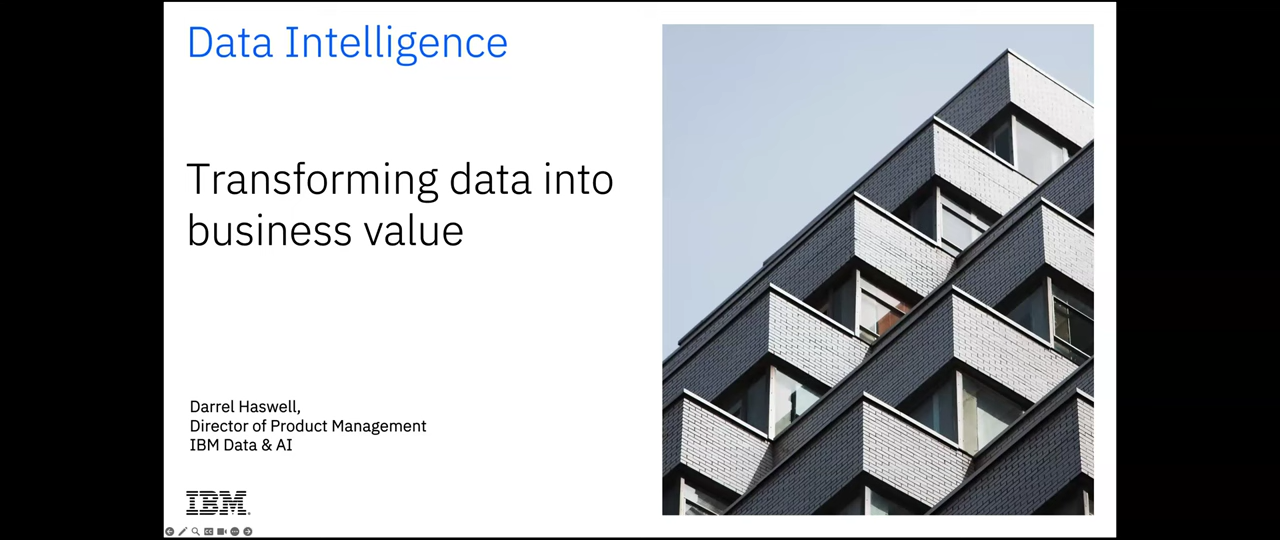 Data Intelligence
Transforming data into
business value
Darrel Haswell,
Director of Product Management
IBM Data & AI
IBM